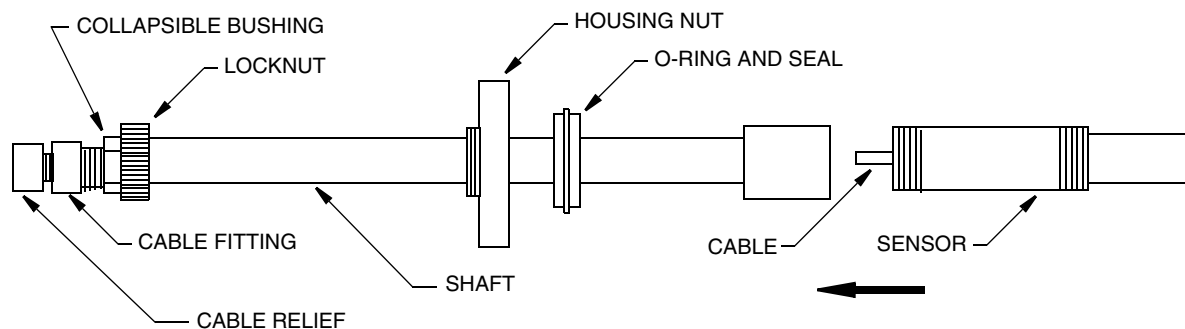 COLLAPSIBLE BUSHING
HOUSING NUT
LOCKNUT
O-RING AND SEAL
CABLE FITTING
CABLE
SENSOR
SHAFT
CABLE RELIEF